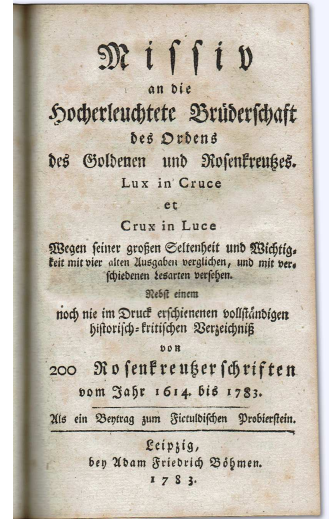 Missiv
an die
Hocherleuchtete Brüderschaft
des Ordens
des Goldenen und Rosenkreutzes.
Lux in Cruce
et
Crux in Luce
Wegen seiner großen Seltenheit und Wichtig-
keit mit vier alten Ausgaben verglichen, und mit ver-
schiedenen Lesarten versehen.
Nebst einem
noch nie im Druck erschienenen vollständigen
historisch-kritischen Verzeichniß
von
200 Rosenkreutzerschriften
vom Jahr 1614. bis 1783.
Als ein Beytrag zum Fictuldischen Probierstein.
Leipzig,
bey Adam Friedrich Böhmen.
1783.